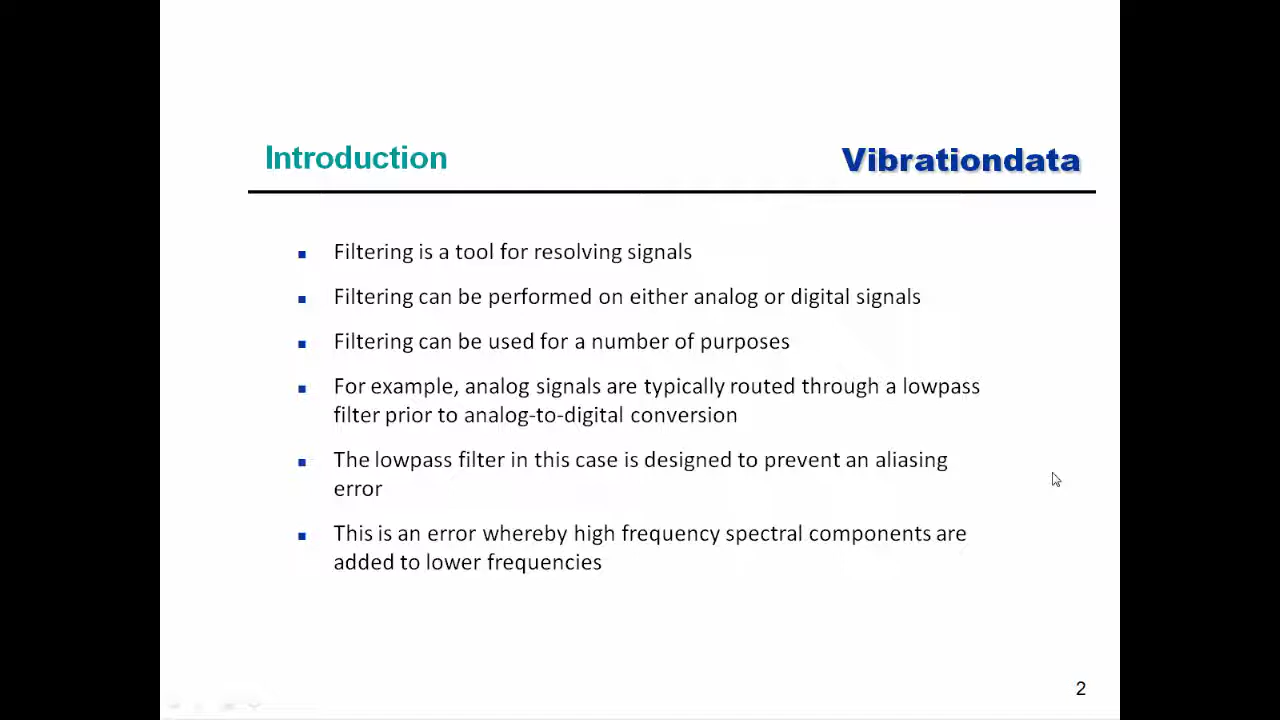 Introduction
Vibrationdata
Filtering is a tool for resolving signals
Filtering can be performed on either analog or digital signals
Filtering can be used for a number of purposes
For example, analog signals are typically routed through a lowpass
filter prior to analog-to-digital conversion
The lowpass filter in this case is designed to prevent an aliasing
error
This is an error whereby high frequency spectral components are
added to lower frequencies
2